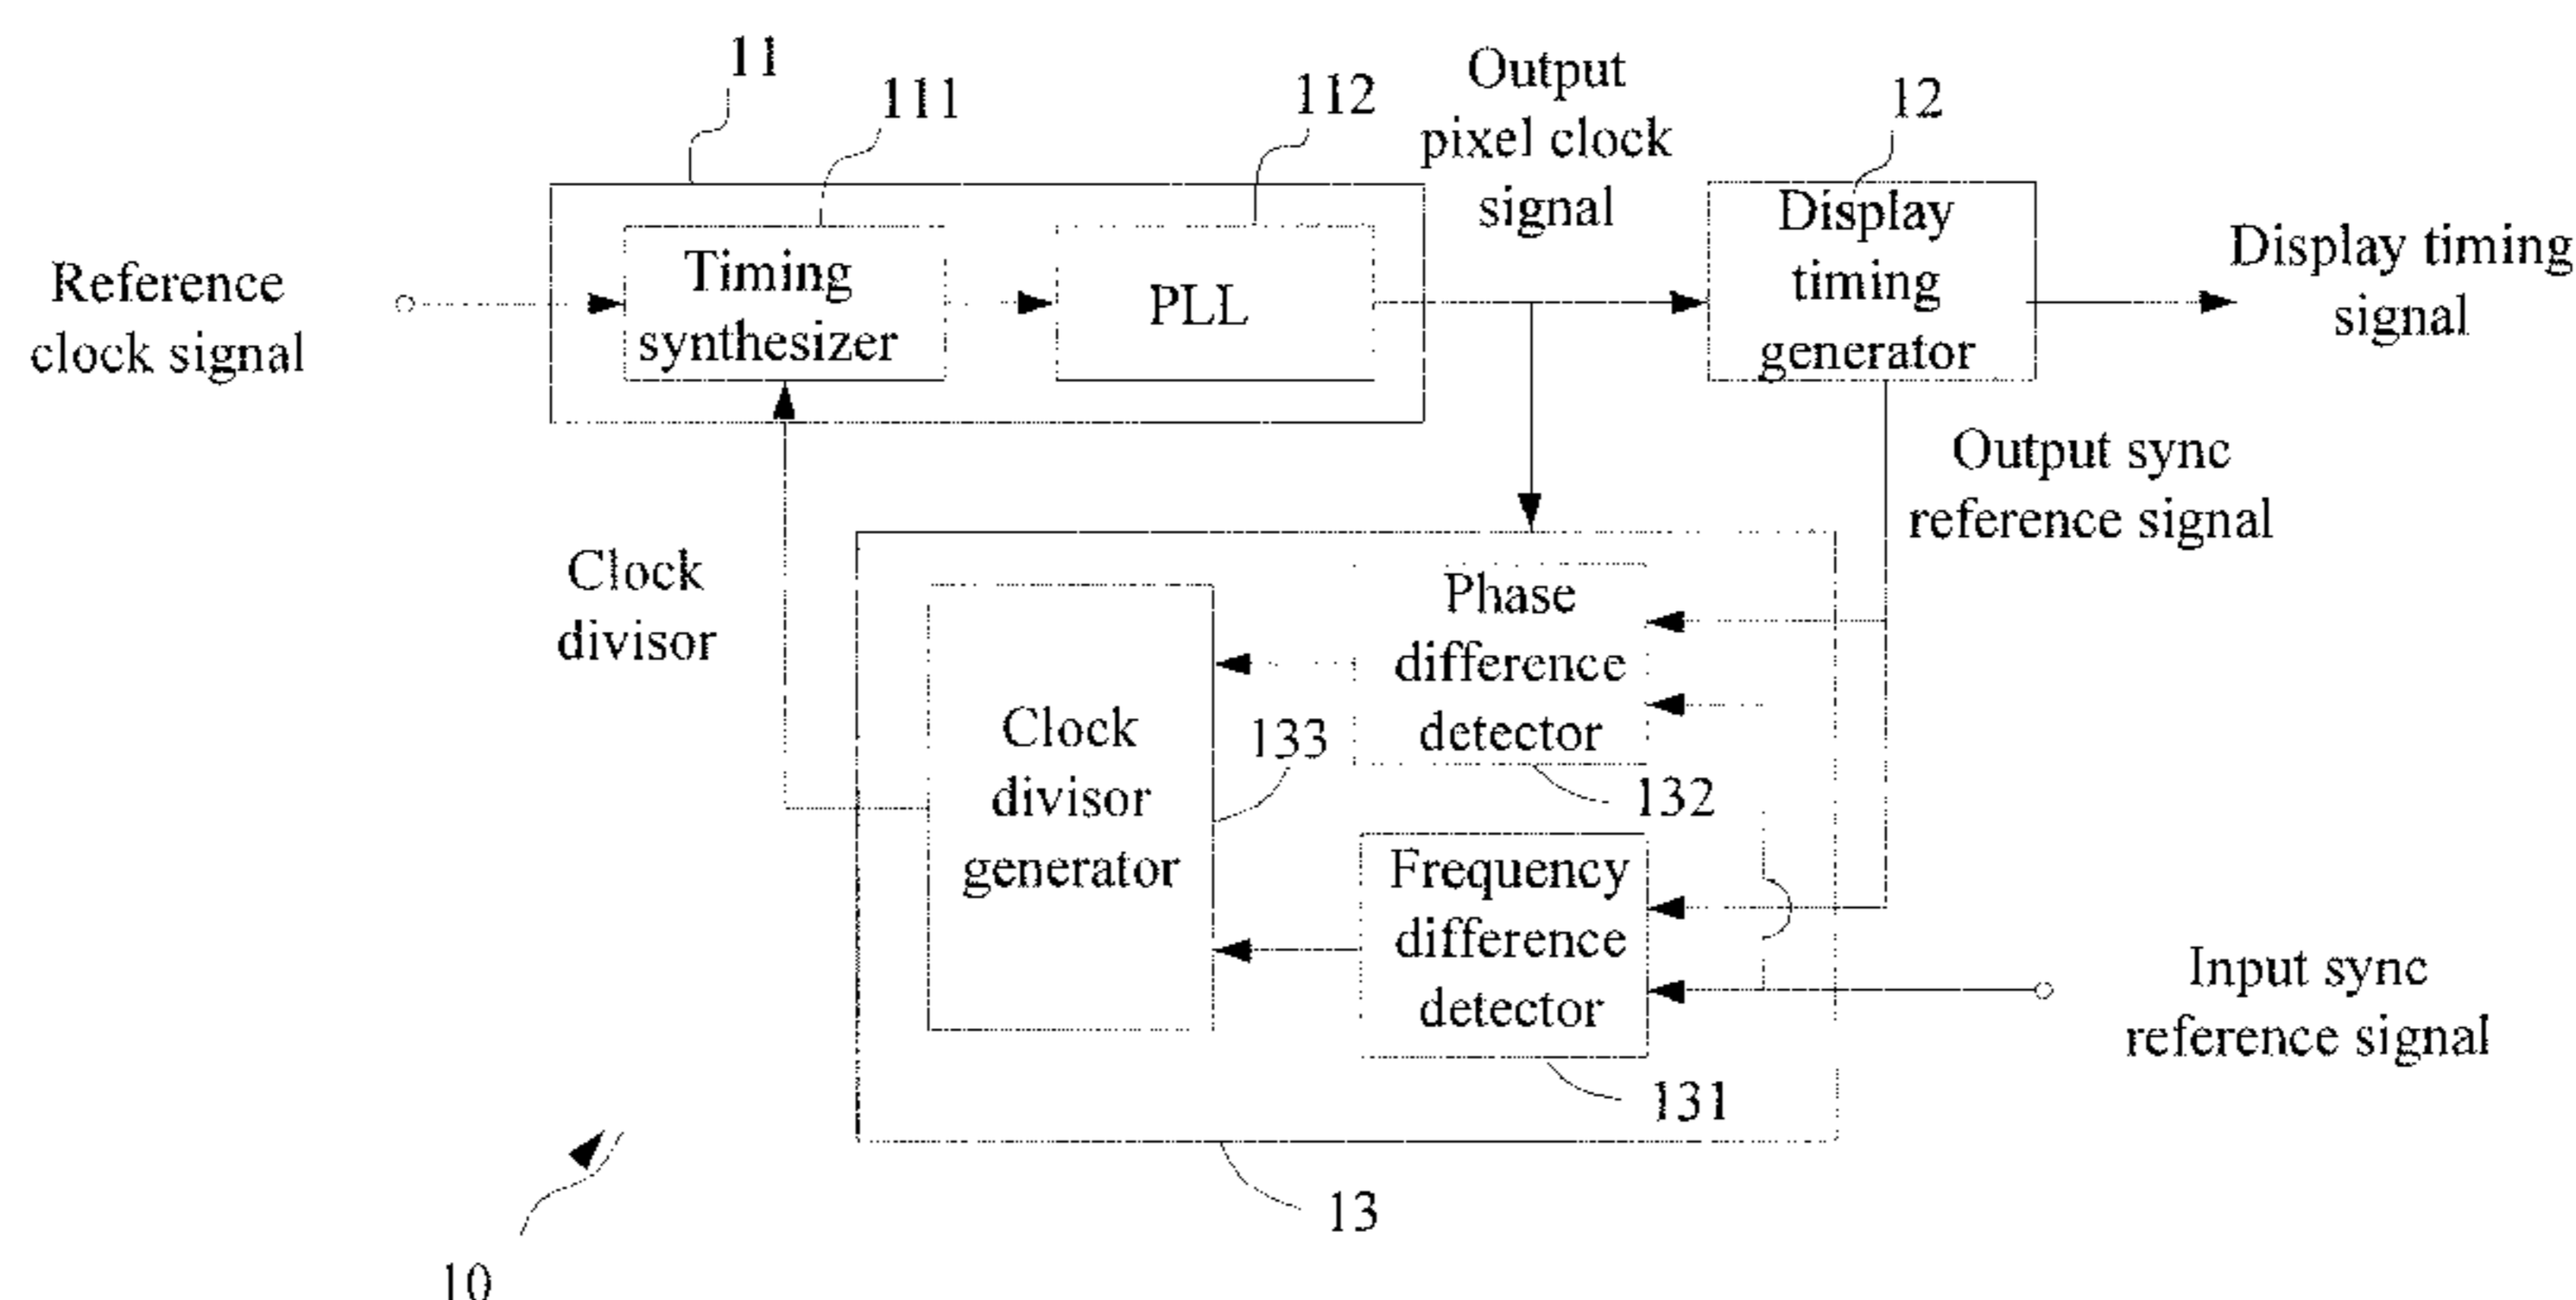 11
111
112
Output
pixel clock
signal
12
Reference
clock signal
Timing
synthesizer
PLL
Display
timing
generator
Display timing
signal
Output sync
reference signal
Clock
divisor
Phase
difference
detector
132
Clock
divisor
generator
133
Frequency
difference
detector
131
Input sync
reference signal
13
10